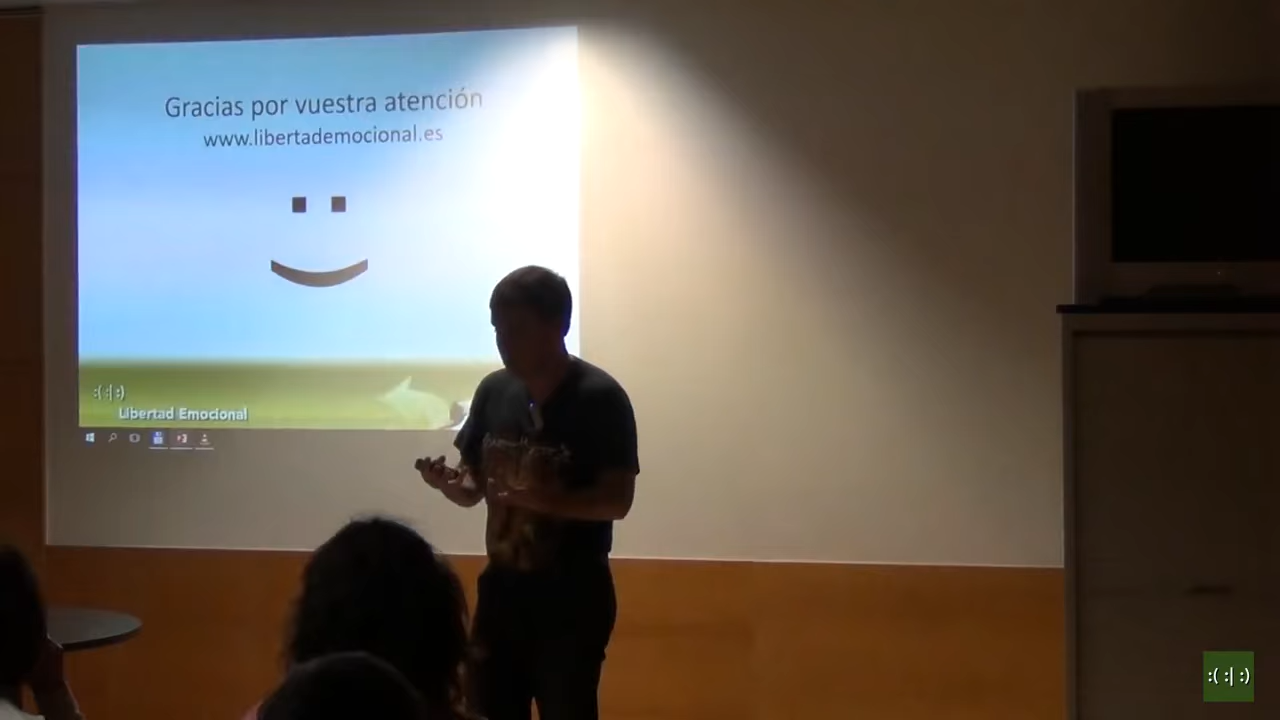 Gracias por vuestra atención
www.libertademocional.es
:( :| :)
Libertad Emocional
:( :| :)